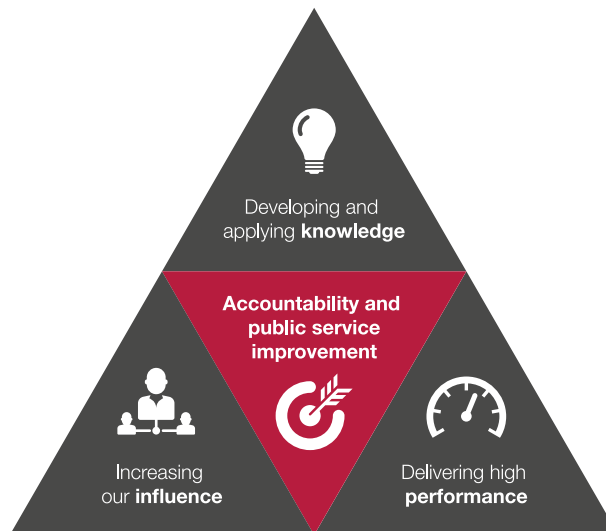 Developing and
applying knowledge
Accountability and
public service
improvement
Increasing
our influence
Delivering high
performance